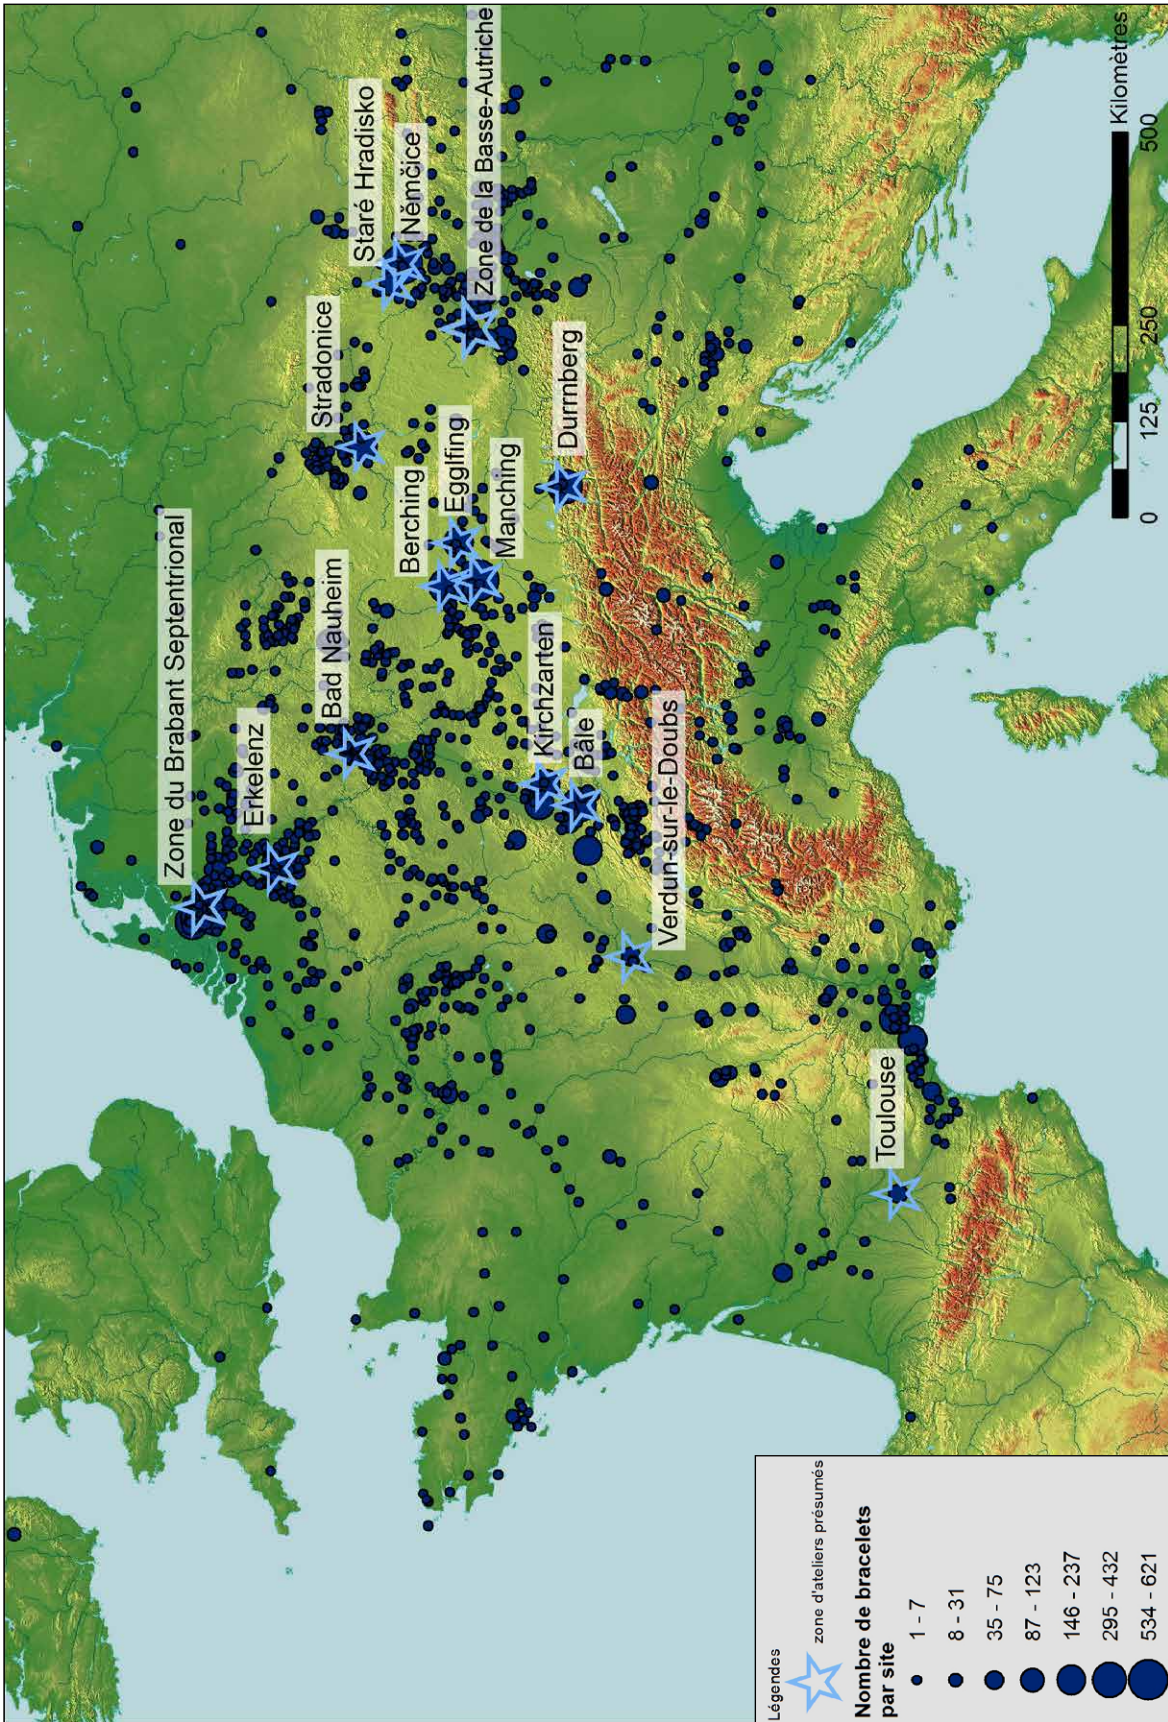 Zone du Brabant Septentrional
Erkelenz
Bad Nauheim
Stradonice
Staré Hradisko
Němčice
Zone de la Basse-Autriche
Berching
Egglfing
Manching
Durrnberg
Kirchzarten
Bâle
Verdun-sur-le-Doubs
Toulouse
Légendes
zone d'ateliers présumés
Nombre de bracelets
par site
1 - 7
8 - 31
35 - 75
87 - 123
146 - 237
295 - 432
534 - 621
Kilomètres
0 125 250 500